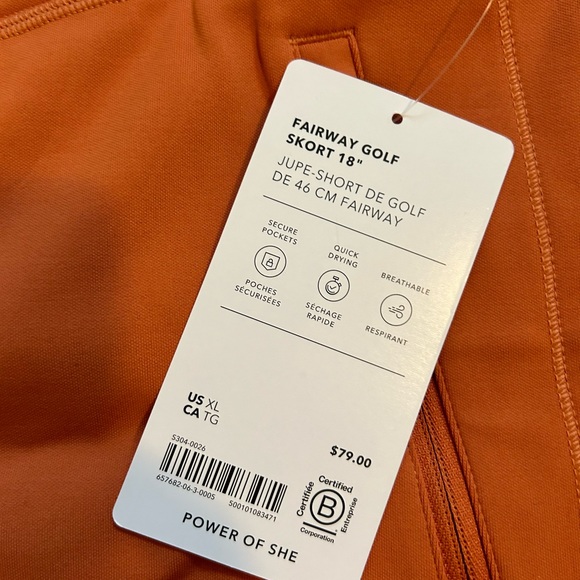 FAIRWAY GOLF
SKORT 18"
JUPE-SHORT DE GOLF
DE 46 CM FAIRWAY
SECURE
POCKETS
POCHES
SÉCURISÉES
QUICK
DRYING
SÉCHAGE
RAPIDE
BREATHABLE
RESPIRANT
US XL
CA TG
$79.00
S304-0026
657682-06-3-0005 500101083471
Certified
Certifiée
B
Corporation
Entreprise
POWER OF SHE